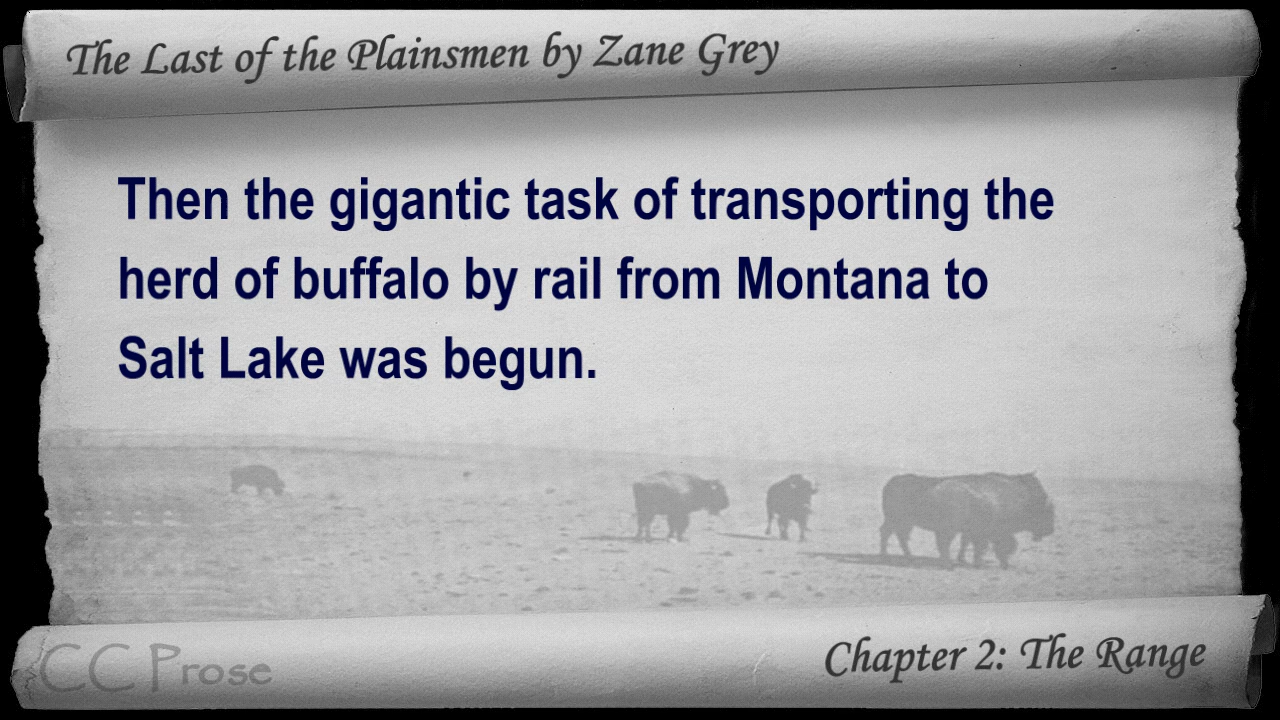 The Last of the Plainsmen by Zane Grey
Then the gigantic task of transporting the
herd of buffalo by rail from Montana to
Salt Lake was begun.
CC Prose
Chapter 2: The Range